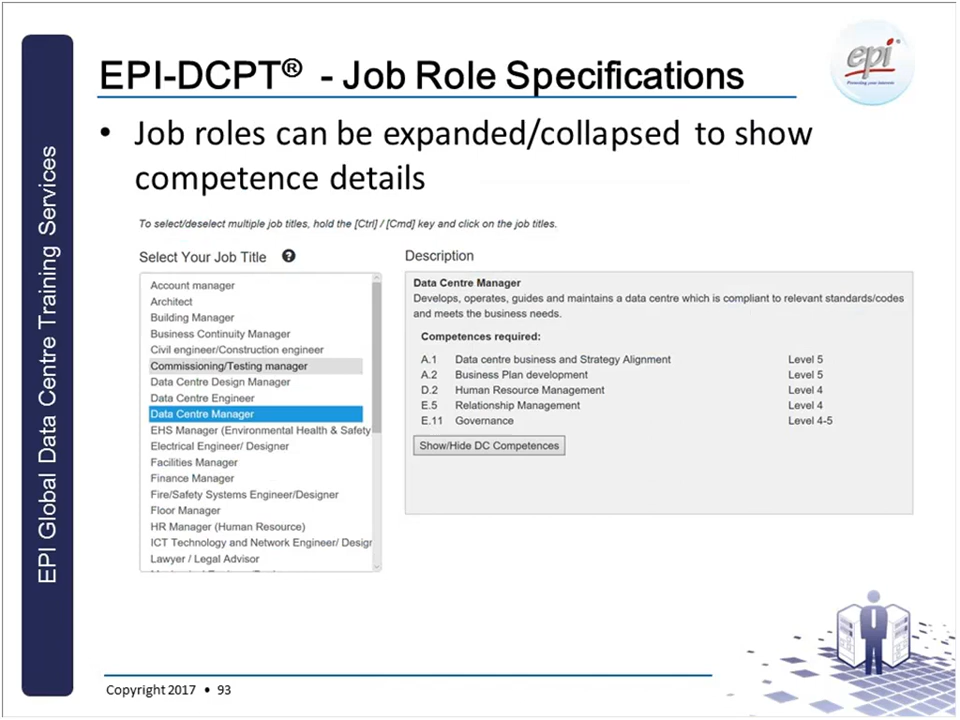 EPI Global Data Centre Training Services
EPI-DCPT® - Job Role Specifications
epi
• Job roles can be expanded/collapsed to show
competence details
To select/deselect multiple job titles, hold the [Ctrl] / [Cmd] key and click on the job titles.
Select Your Job Title ?
Account manager
Architect
Building Manager
Business Continuity Manager
Civil engineer/Construction engineer
Commissioning/Testing manager
Data Centre Design Manager
Data Centre Engineer
Data Centre Manager
EHS Manager (Environmental Health & Safety
Electrical Engineer/ Designer
Facilities Manager
Finance Manager
Fire/Safety Systems Engineer/Designer
Floor Manager
HR Manager (Human Resource)
ICT Technology and Network Engineer/ Desigr
Lawyer / Legal Advisor
Description
Data Centre Manager
Develops, operates, guides and maintains a data centre which is compliant to relevant standards/codes
and meets the business needs.
Competences required:
A.1 Data centre business and Strategy Alignment Level 5
A.2 Business Plan development Level 5
D.2 Human Resource Management Level 4
E.5 Relationship Management Level 4
E.11 Governance Level 4-5
Show/Hide DC Competences
Copyright 2017 • 93